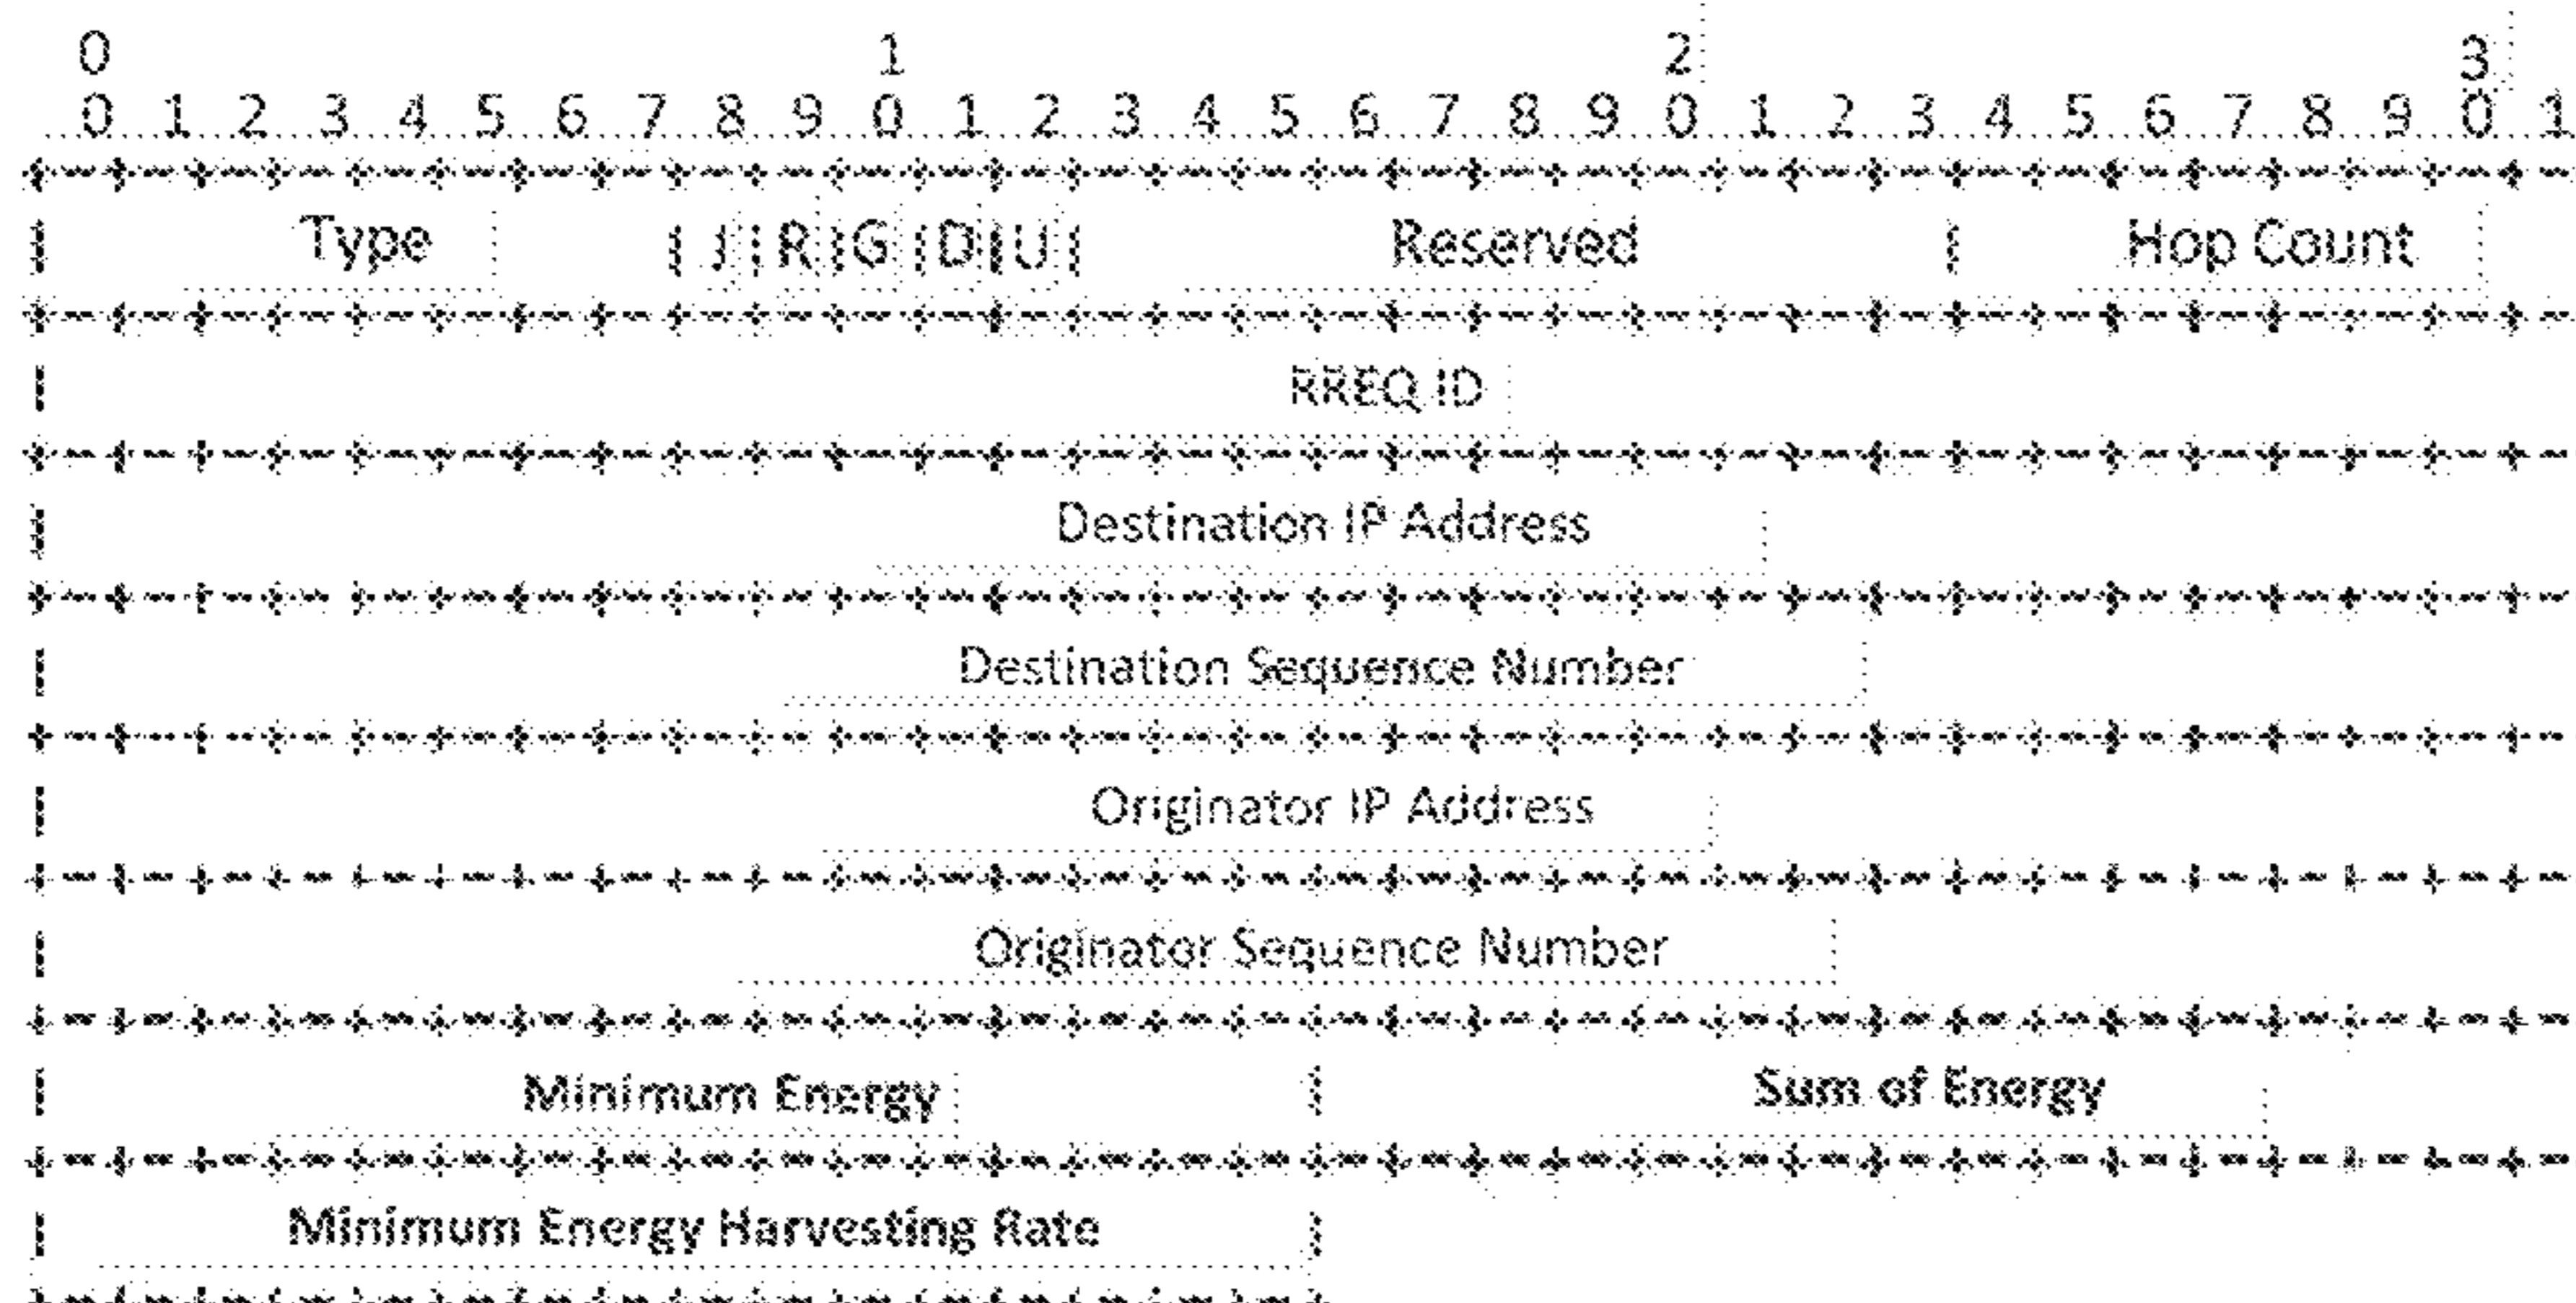 0 1 2 3
0 1 2 3 4 5 6 7 8 9 0 1 2 3 4 5 6 7 8 9 0 1 2 3 4 5 6 7 8 9 0 1
| Type | J | R | G | D | U | Reserved | Hop Count
| RREQ ID
| Destination IP Address
| Destination Sequence Number
| Originator IP Address
| Originator Sequence Number
| Minimum Energy | Sum of Energy
| Minimum Energy Harvesting Rate |